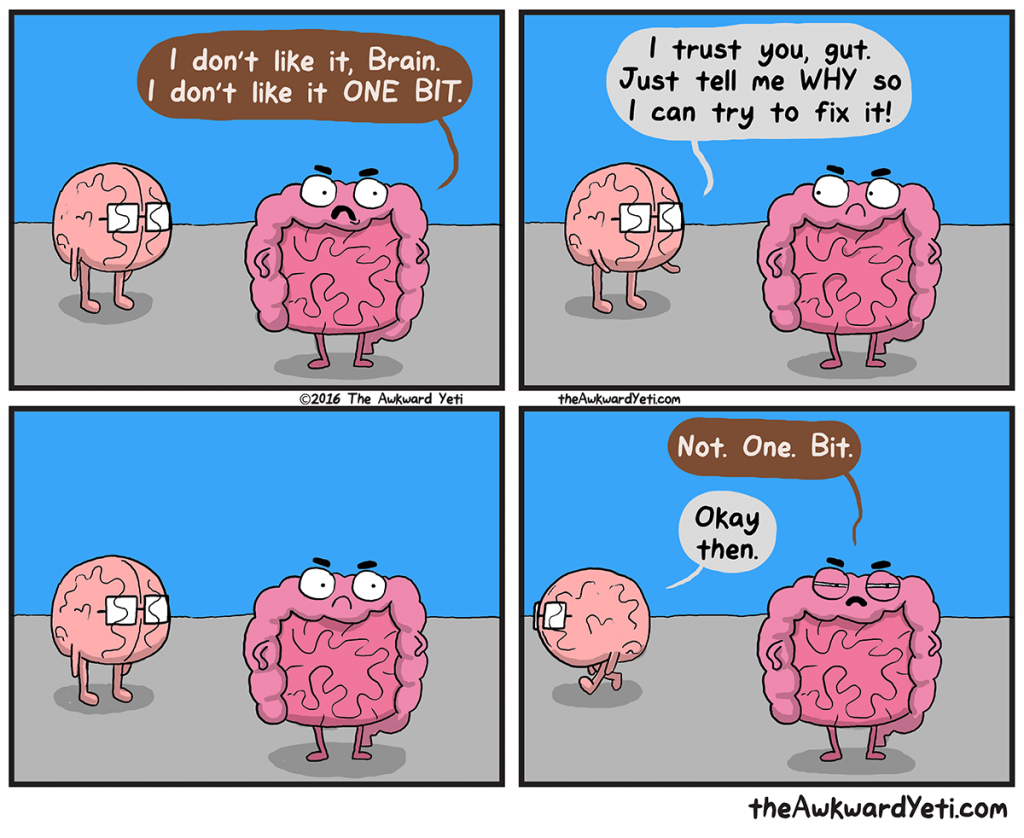 I don't like it, Brain.
I don't like it ONE BIT.
I trust you, gut.
Just tell me WHY so
I can try to fix it!
©2016 The Awkward Yeti
theAwkwardYeti.com
Not. One. Bit.
Okay
then.
theAwkwardYeti.com